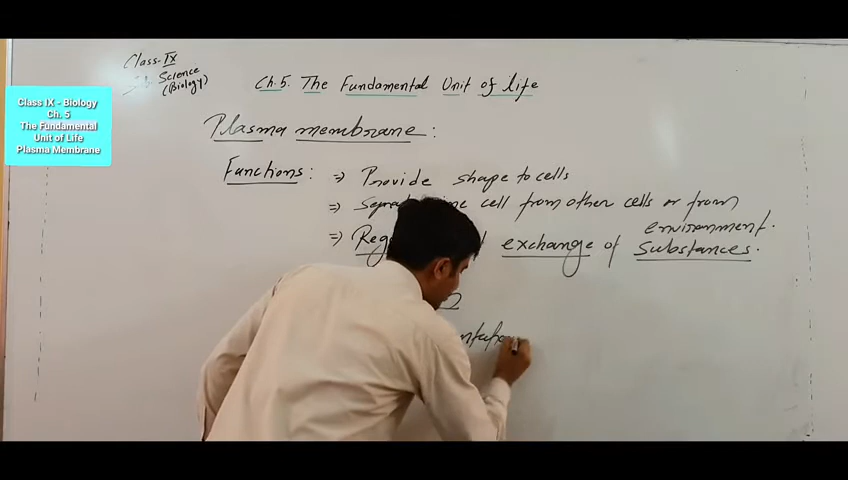 Class-IX
Science
(Biology)
Ch.5. The Fundamental Unit of life
Class IX - Biology
Ch. 5
The Fundamental
Unit of Life
Plasma Membrane
Plasma membrane:
Functions: ⇒ Provide shape to cells
⇒ cell from other cells or from
environment.
⇒ exchange of Substances.
2